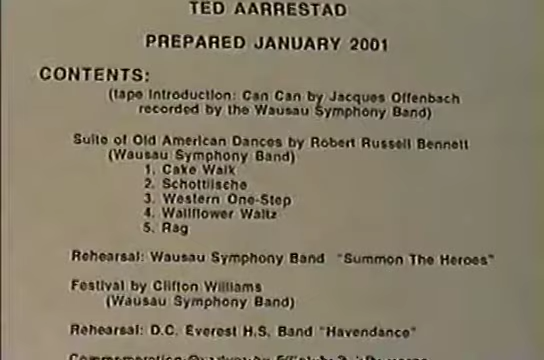 TED AARRESTAD
PREPARED JANUARY 2001
CONTENTS:
(tape Introduction: Can Can by Jacques Offenbach
recorded by the Wausau Symphony Band)
Suite of Old American Dances by Robert Russell Bennett
(Wausau Symphony Band)
1. Cake Walk
2. Schottische
3. Western One-Step
4. Wallflower Waltz
5. Rag
Rehearsal: Wausau Symphony Band "Summon The Heroes"
Festival by Clifton Williams
(Wausau Symphony Band)
Rehearsal: D.C. Everest H.S. Band "Havendance"